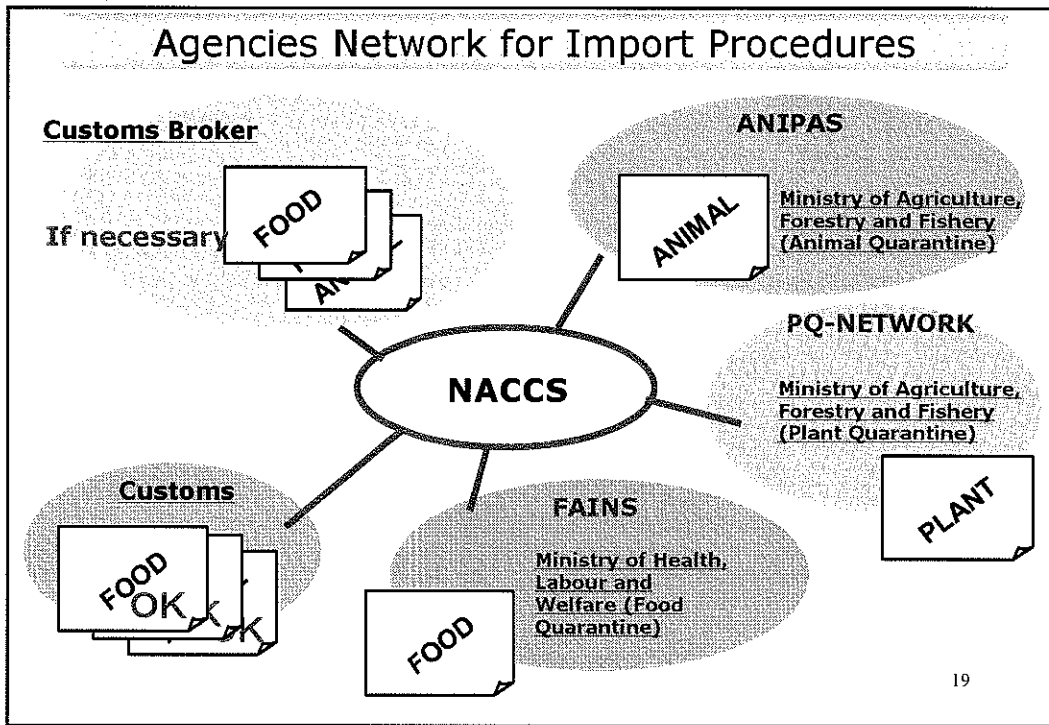 Agencies Network for Import Procedures
Customs Broker
If necessary
FOOD
ANIPAS
ANIMAL
Ministry of Agriculture,
Forestry and Fishery
(Animal Quarantine)
NACCS
PQ-NETWORK
Ministry of Agriculture,
Forestry and Fishery
(Plant Quarantine)
PLANT
Customs
FOOD
OK
FAINS
Ministry of Health,
Labour and
Welfare (Food
Quarantine)
FOOD
19